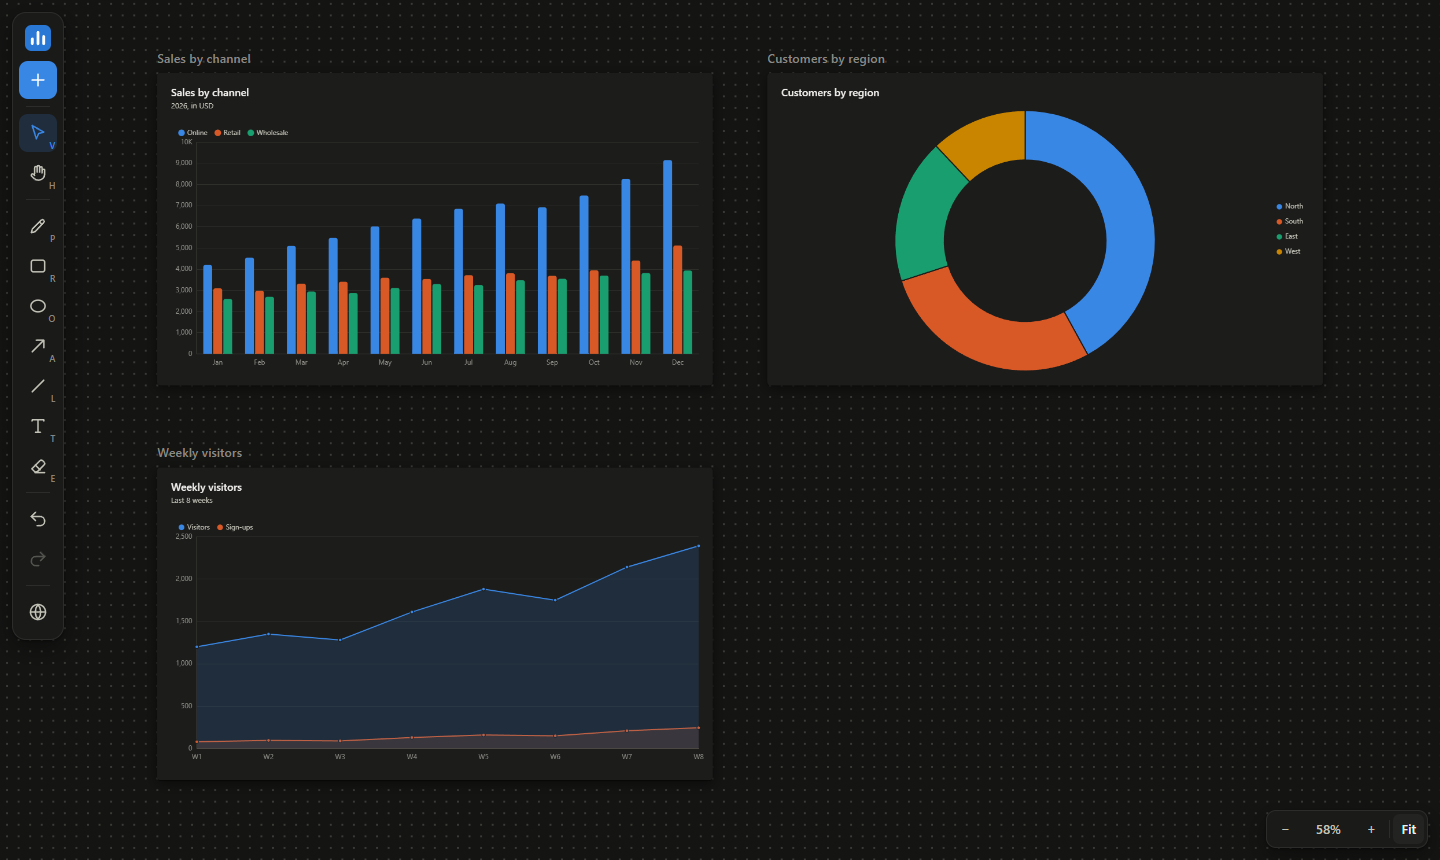 Sales by channel
Sales by channel
2026, in USD
Online Retail Wholesale
10K
9,000
8,000
7,000
6,000
5,000
4,000
3,000
2,000
1,000
0
Jan Feb Mar Apr May Jun Jul Aug Sep Oct Nov Dec
Customers by region
Customers by region
North
South
East
West
Weekly visitors
Weekly visitors
Last 8 weeks
Visitors Sign-ups
2,500
2,000
1,500
1,000
500
0
W1 W2 W3 W4 W5 W6 W7 W8
V
H
P
R
O
A
L
T
E
− 58% + Fit